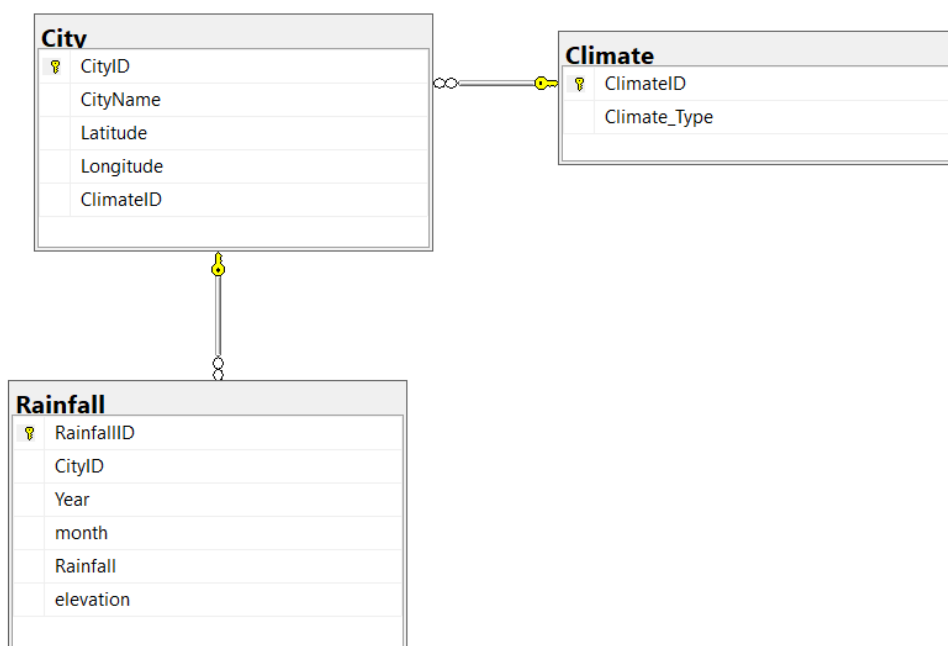 City
CityID
CityName
Latitude
Longitude
ClimateID
Climate
ClimateID
Climate_Type
Rainfall
RainfallID
CityID
Year
month
Rainfall
elevation